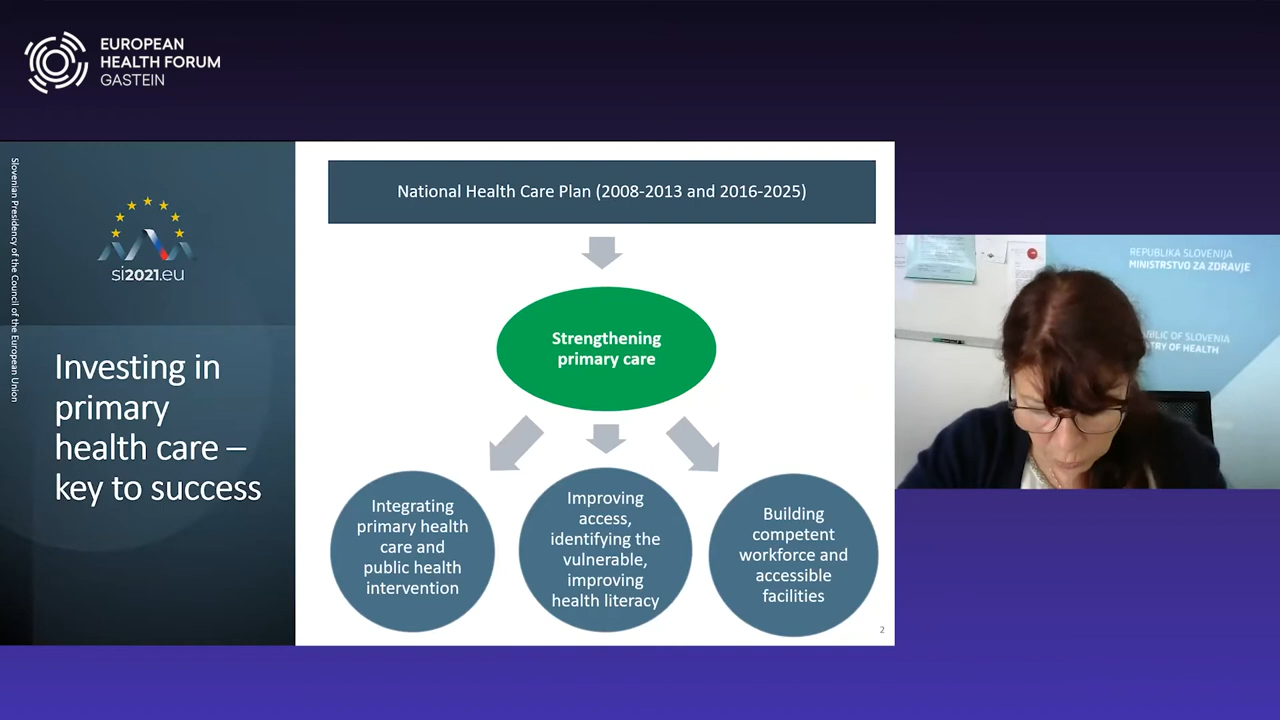 EUROPEAN
HEALTH FORUM
GASTEIN
Slovenian Presidency of the Council of the European Union
si2021.eu
Investing in
primary
health care –
key to success
National Health Care Plan (2008-2013 and 2016-2025)
Strengthening
primary care
Integrating
primary health
care and
public health
intervention
Improving
access,
identifying the
vulnerable,
improving
health literacy
Building
competent
workforce and
accessible
facilities
2
REPUBLIKA SLOVENIJA
MINISTRSTVO ZA ZDRAVJE
OF SLOVENIA
OF HEALTH